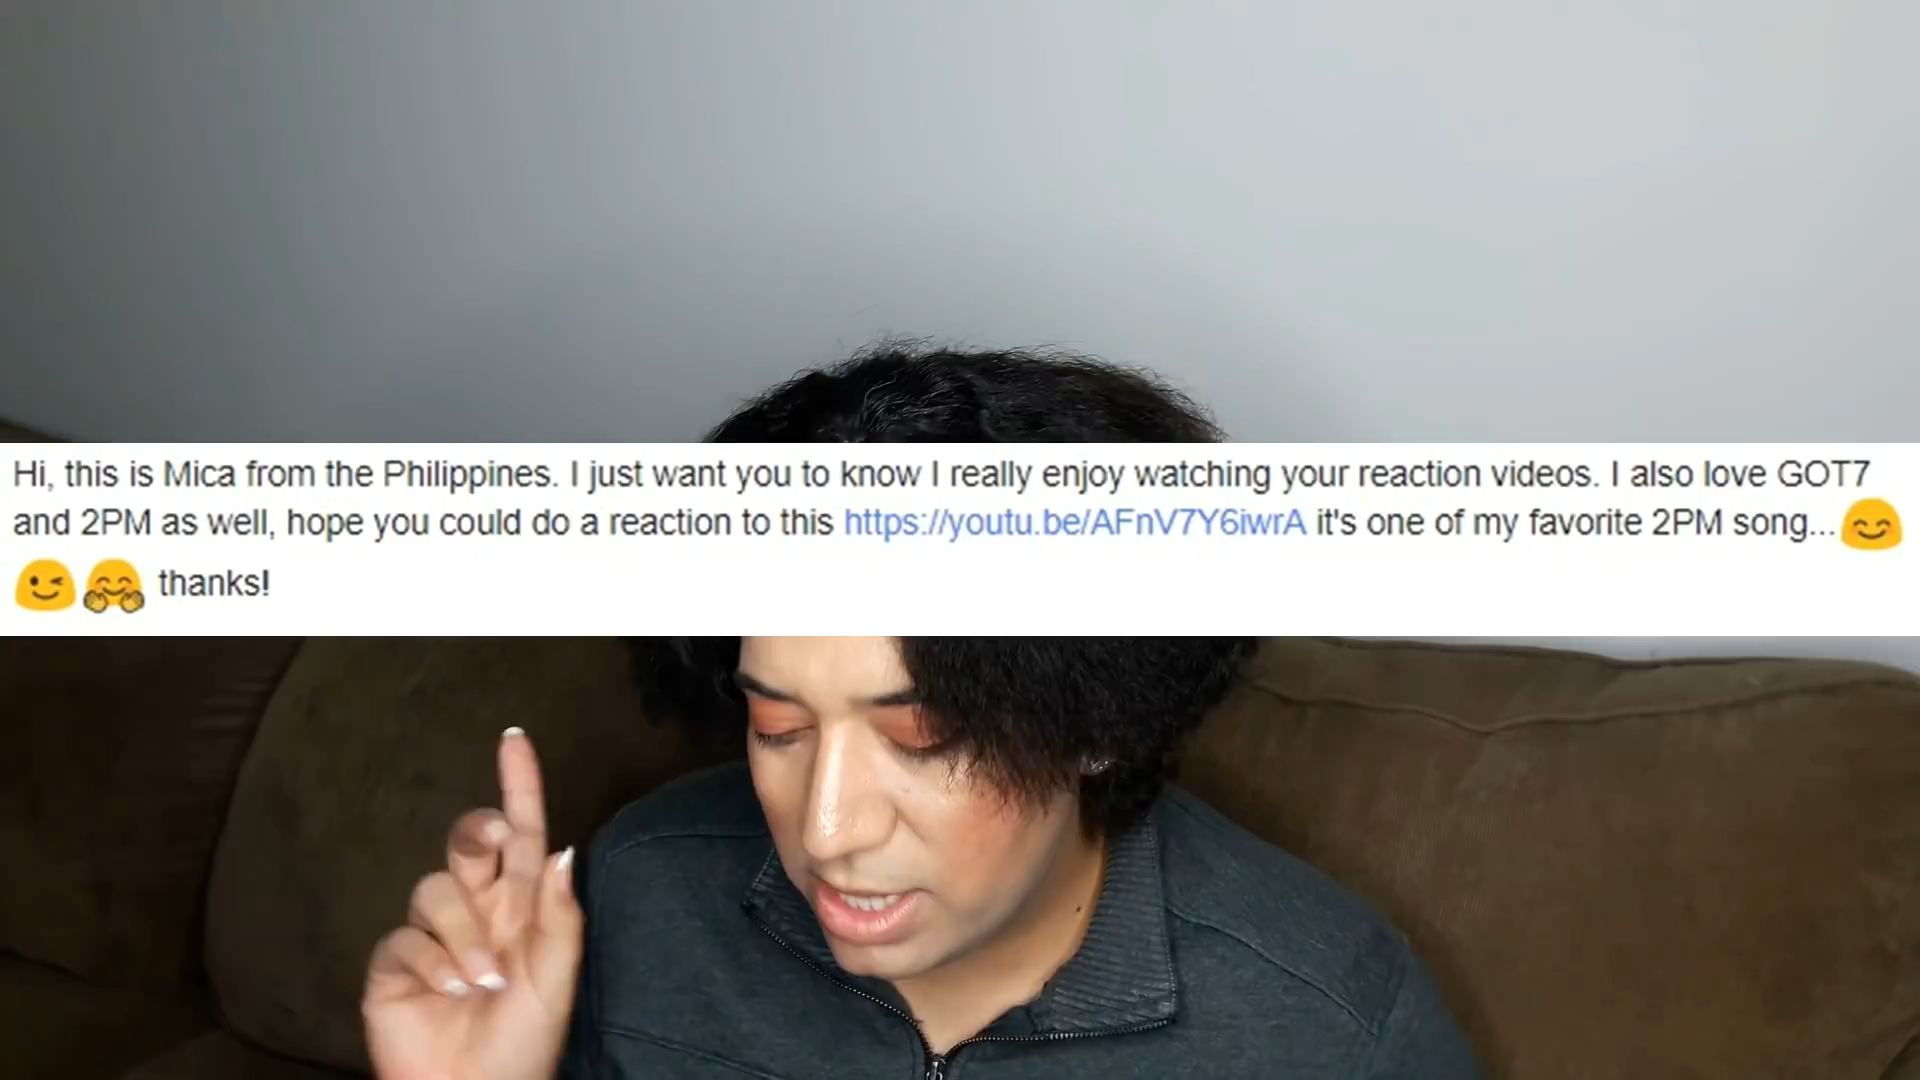 Hi, this is Mica from the Philippines. I just want you to know I really enjoy watching your reaction videos. I also love GOT7
and 2PM as well, hope you could do a reaction to this https://youtu.be/AFnV7Y6iwrA it's one of my favorite 2PM song...😊
😉🤗 thanks!